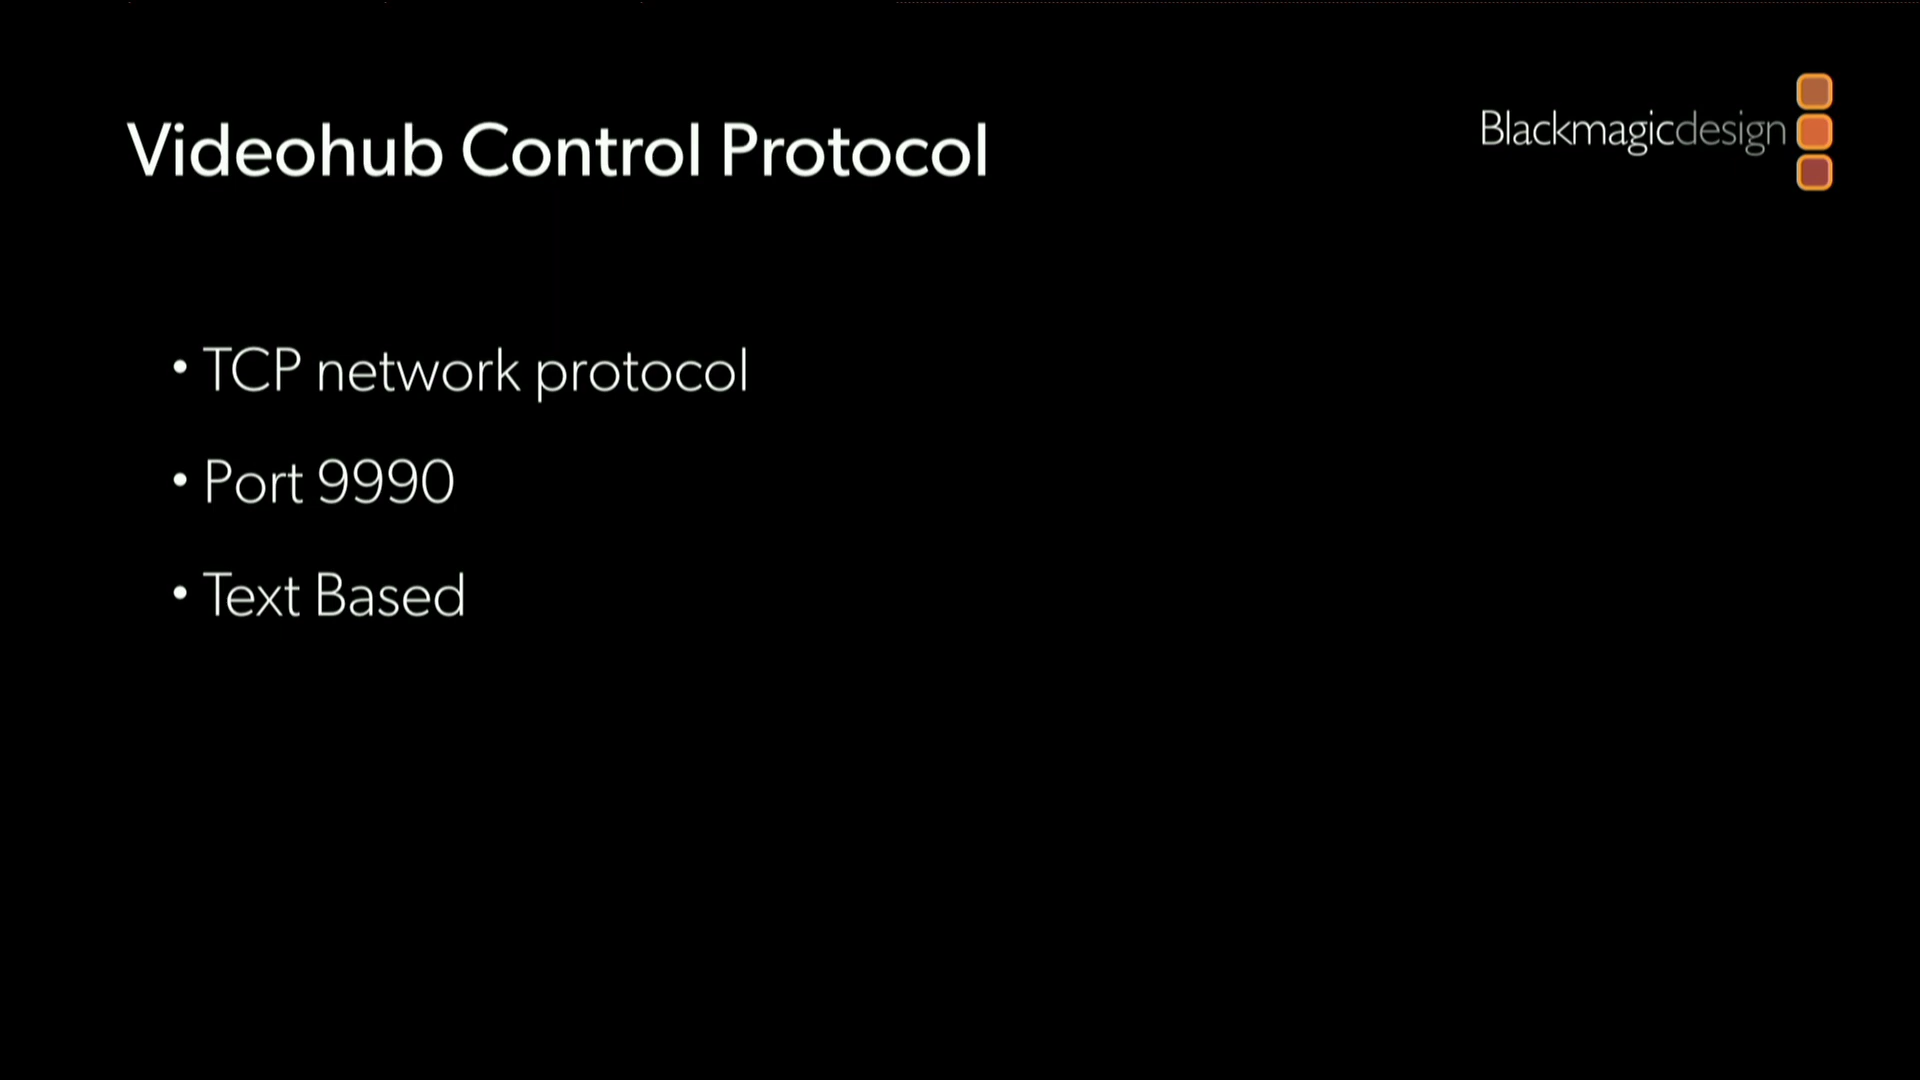 Videohub Control Protocol
Blackmagicdesign
• TCP network protocol
• Port 9990
• Text Based